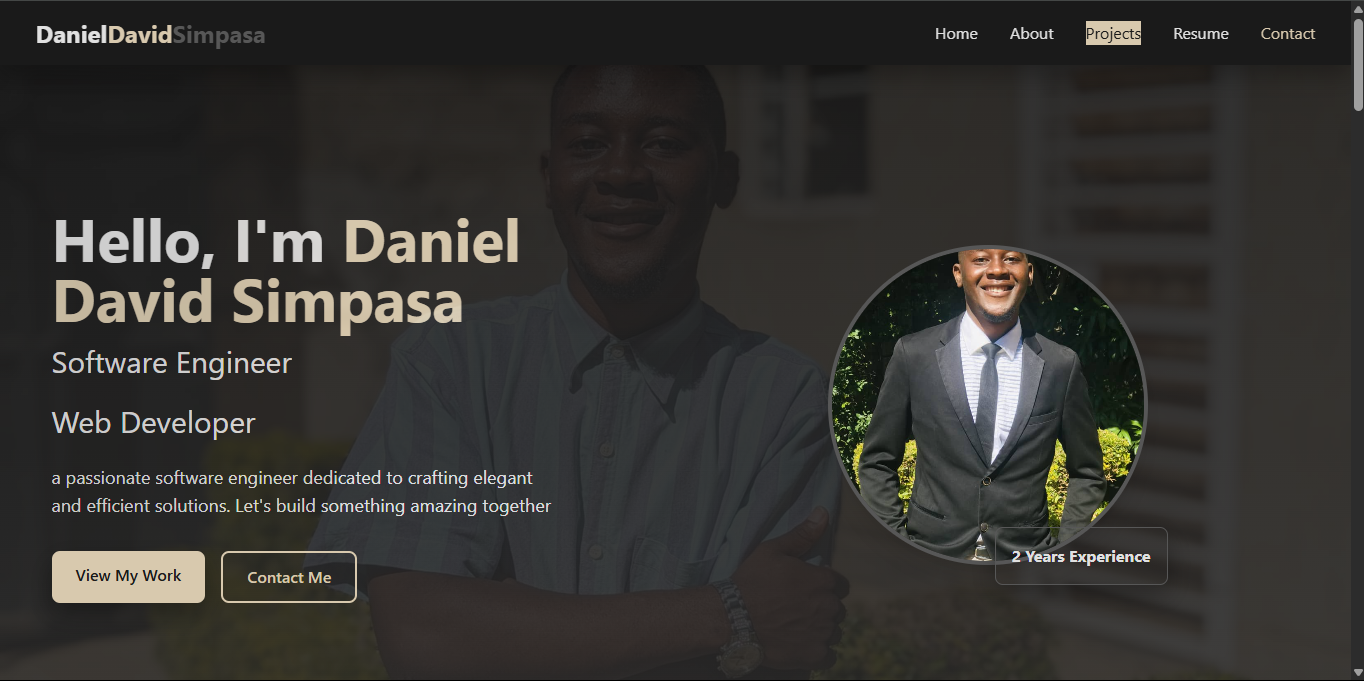 DanielDavidSimpasa
Home About Projects Resume Contact
Hello, I'm Daniel
David Simpasa
Software Engineer
Web Developer
a passionate software engineer dedicated to crafting elegant
and efficient solutions. Let's build something amazing together
View My Work Contact Me
2 Years Experience